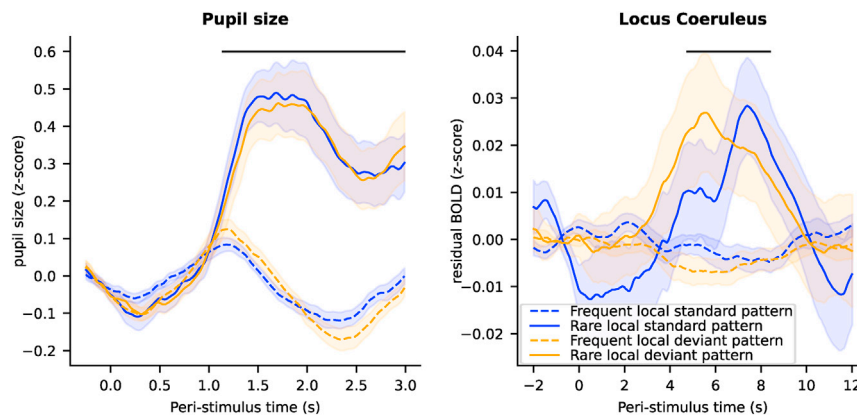 Pupil size
0.6
0.5
0.4
0.3
0.2
0.1
0.0
−0.1
−0.2
pupil size (z-score)
0.0 0.5 1.0 1.5 2.0 2.5 3.0
Peri-stimulus time (s)
Locus Coeruleus
0.04
0.03
0.02
0.01
0.00
−0.01
−0.02
residual BOLD (z-score)
Frequent local standard pattern
Rare local standard pattern
Frequent local deviant pattern
Rare local deviant pattern
−2 0 2 4 6 8 10 12
Peri-stimulus time (s)